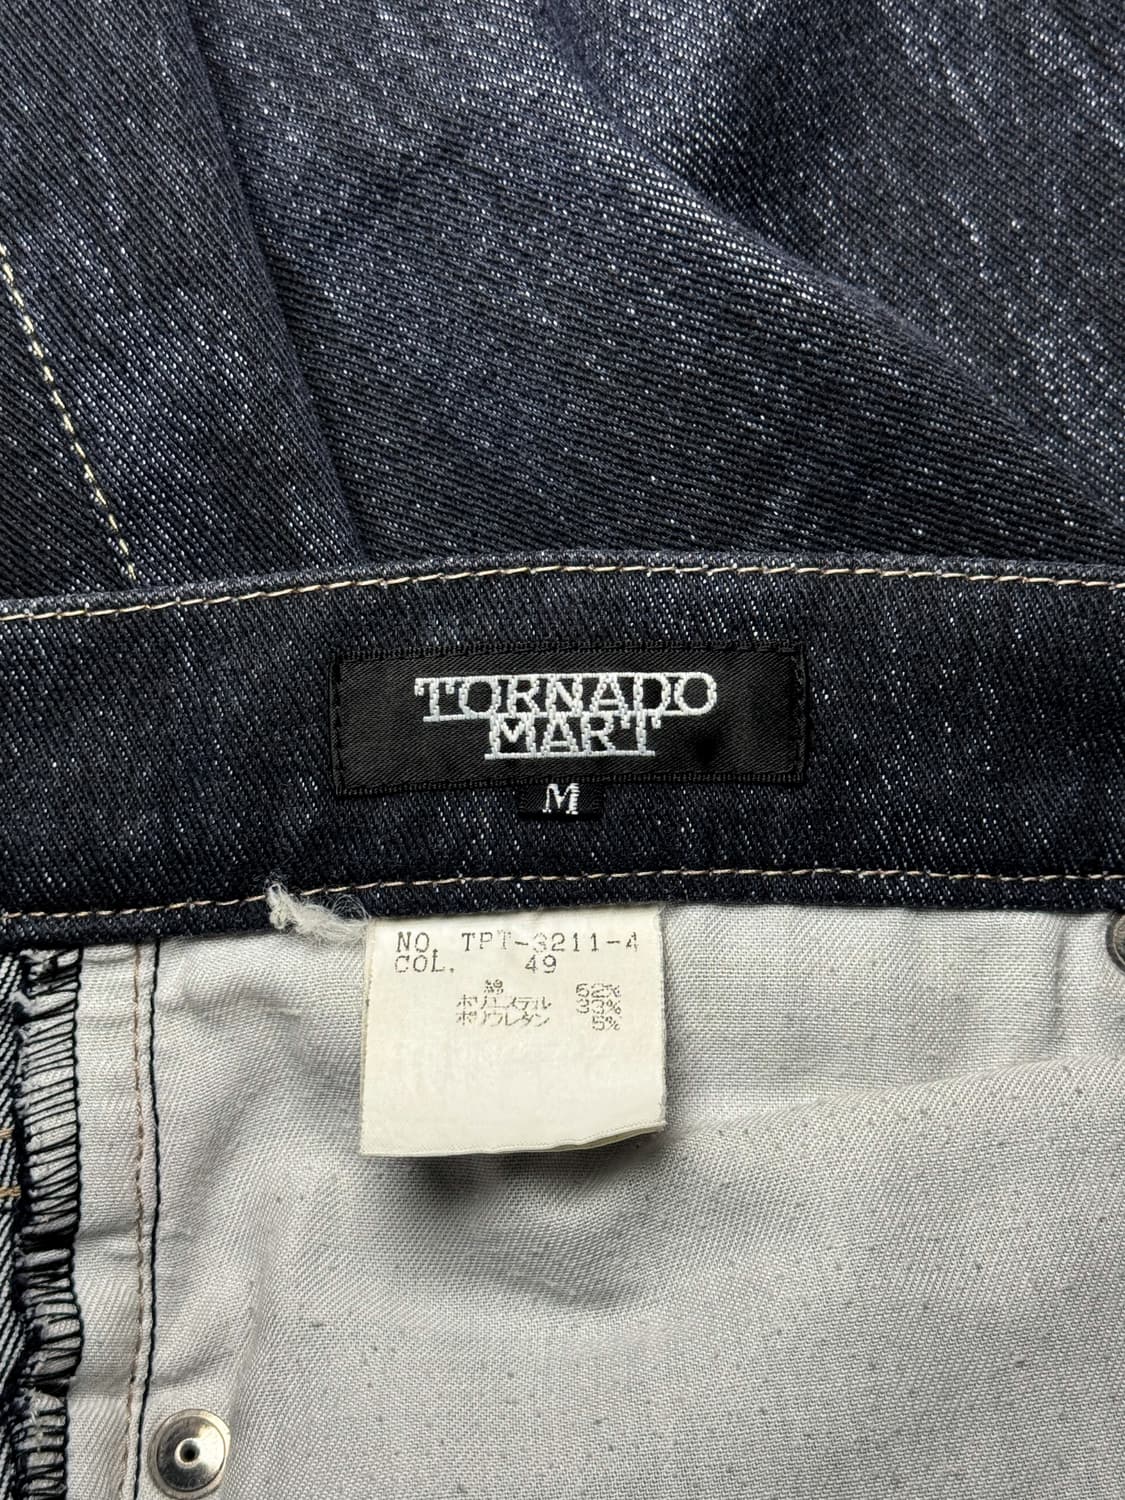 TORNADO
MART
M
NO. TPT-3211-4
COL. 49
綿 62%
ポリエステル 33%
ポリウレタン 5%